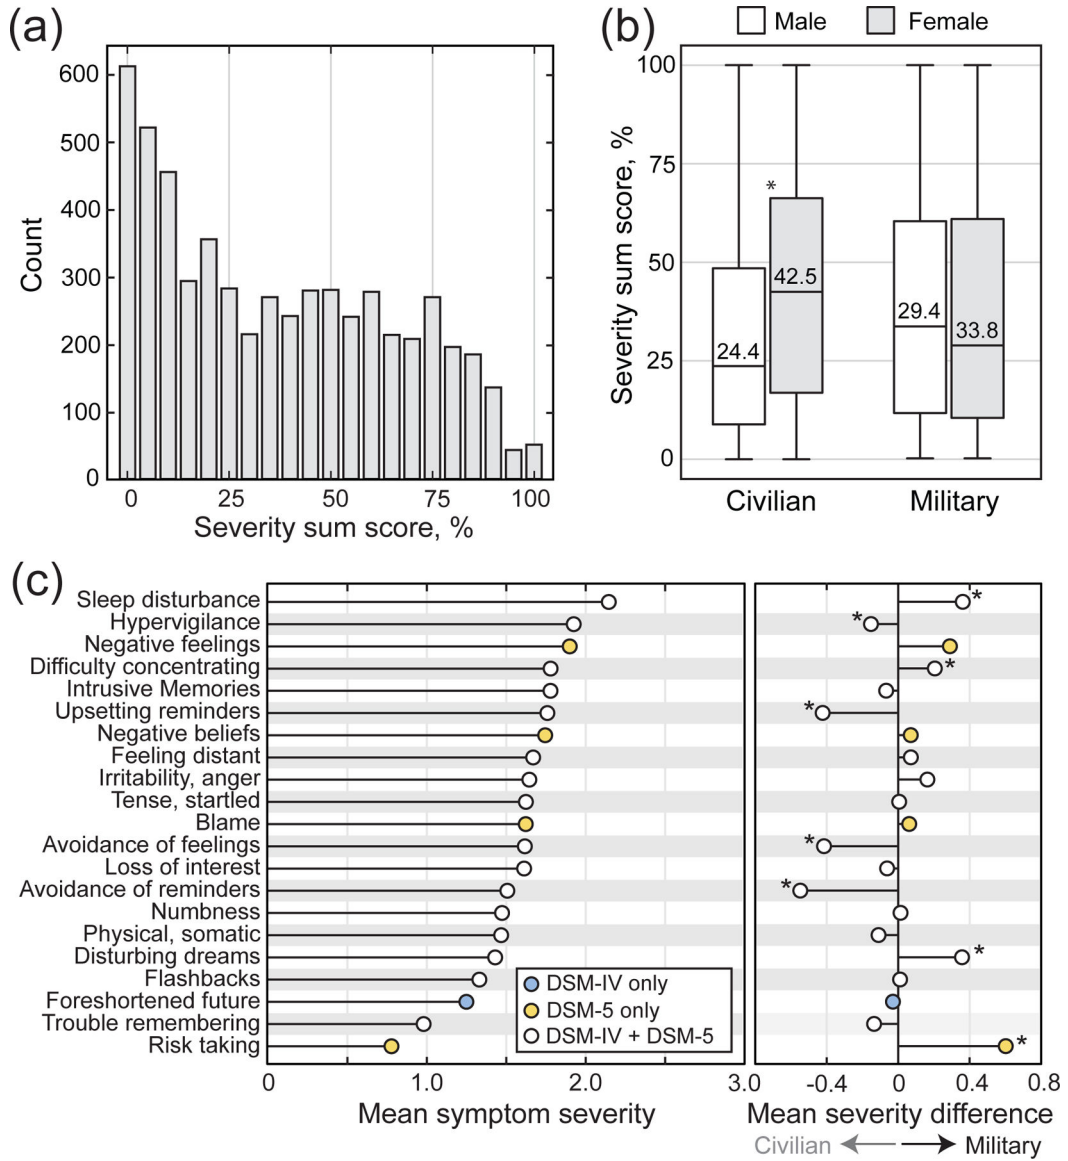 (a)
600
500
400
300
200
100
0
Count
0 25 50 75 100
Severity sum score, %
(b)
Male Female
100
75
50
25
0
Severity sum score, %
*
24.4
42.5
29.4
33.8
Civilian Military
(c)
Sleep disturbance *
Hypervigilance *
Negative feelings
Difficulty concentrating *
Intrusive Memories
Upsetting reminders *
Negative beliefs
Feeling distant
Irritability, anger
Tense, startled
Blame
Avoidance of feelings *
Loss of interest
Avoidance of reminders *
Numbness
Physical, somatic
Disturbing dreams *
Flashbacks
Foreshortened future
Trouble remembering
Risk taking *
DSM-IV only
DSM-5 only
DSM-IV + DSM-5
0 1.0 2.0 3.0 -0.4 0 0.4 0.8
Mean symptom severity Mean severity difference
Civilian Military